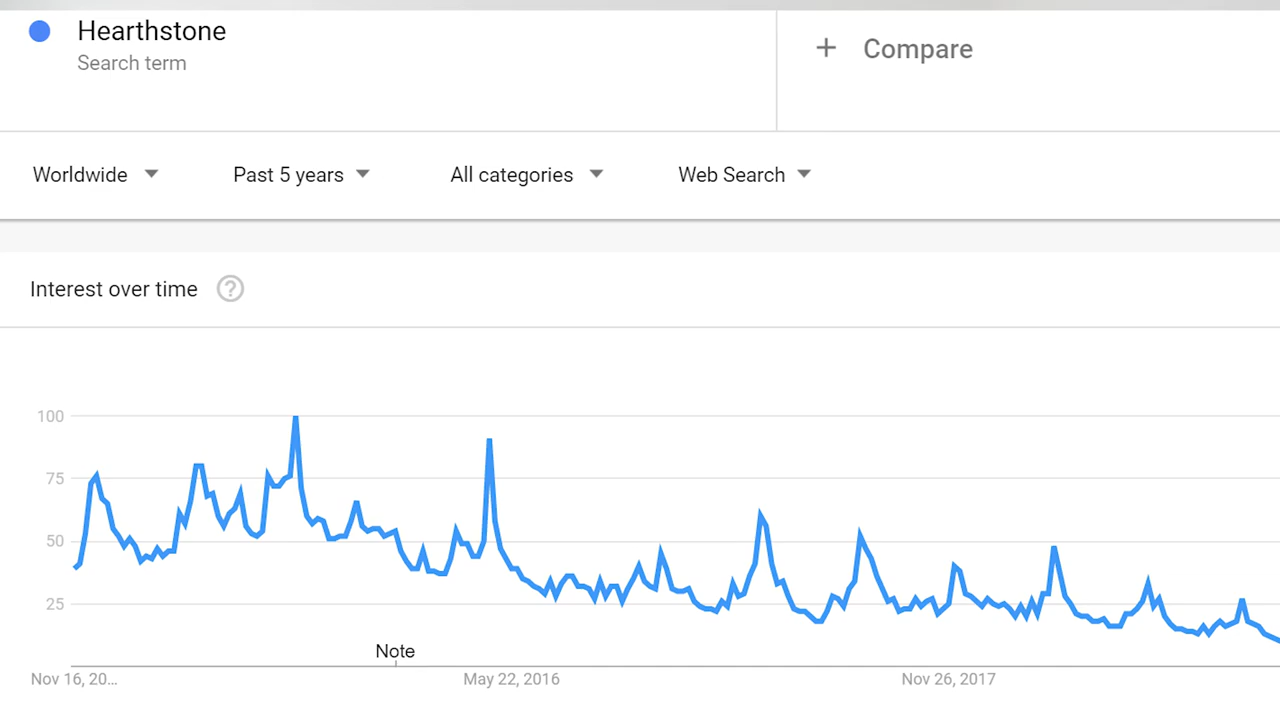 Hearthstone
Search term
+ Compare
Worldwide Past 5 years All categories Web Search
Interest over time ?
100
75
50
25
Note
Nov 16, 20... May 22, 2016 Nov 26, 2017